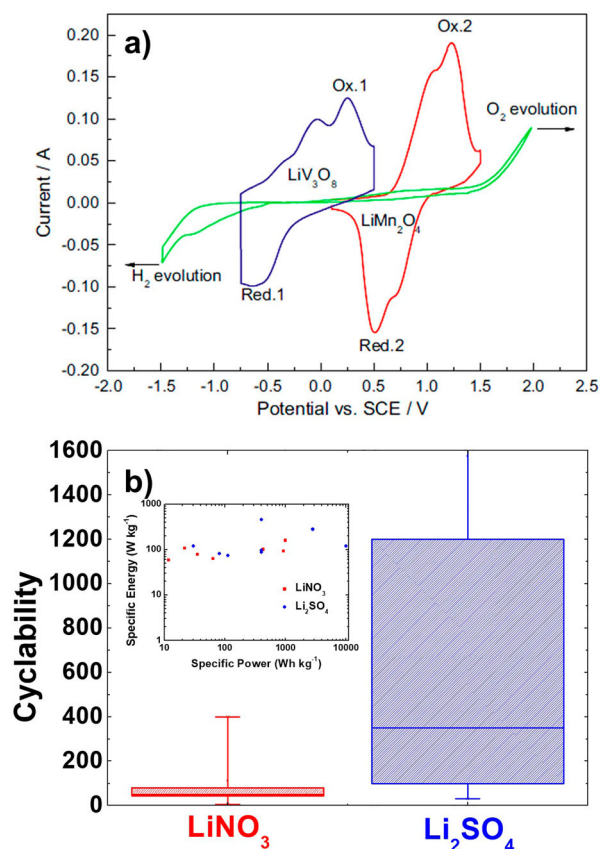 a)
0.20
0.15
0.10
0.05
0.00
-0.05
-0.10
-0.15
0.20
Current / A
Ox.2
Ox.1
O₂ evolution
LiV₃O₈
LiMn₂O₄
H₂ evolution
Red.1
Red.2
-2.0 -1.5 -1.0 -0.5 0.0 0.5 1.0 1.5 2.0 2.5
Potential vs. SCE / V
b)
1600
1400
1200
1000
800
600
400
200
0
Cyclability
1000
100
10
1
Specific Energy (W kg⁻¹)
LiNO₃
Li₂SO₄
10 100 1000 10000
Specific Power (Wh kg⁻¹)
LiNO₃ Li₂SO₄